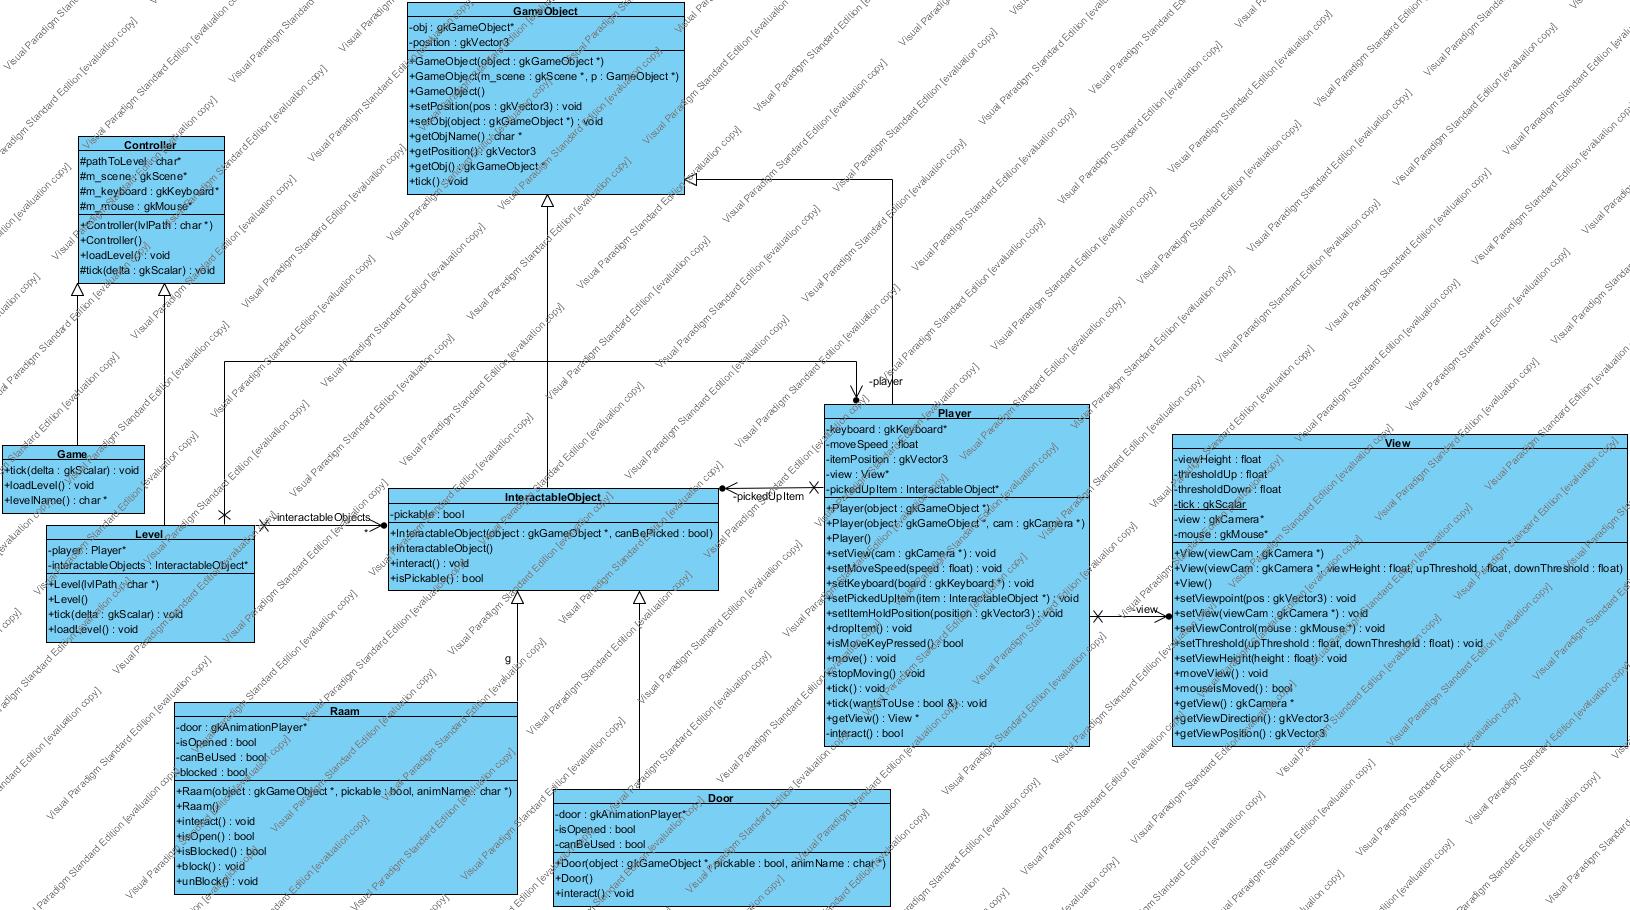 GameObject
-obj : gkGameObject*
-position : gkVector3
+GameObject(object : gkGameObject *)
+GameObject(m_scene : gkScene *, p : GameObject *)
+GameObject()
+setPosition(pos : gkVector3) : void
+setObj(object : gkGameObject *) : void
+getObjName() : char *
+getPosition() : gkVector3
+getObj() : gkGameObject *
+tick() : void
Controller
#pathToLevel : char*
#m_scene : gkScene*
#m_keyboard : gkKeyboard*
#m_mouse : gkMouse*
+Controller(lvlPath : char *)
+Controller()
+loadLevel() : void
#tick(delta : gkScalar) : void
-player
Game
+tick(delta : gkScalar) : void
+loadLevel() : void
+levelName() : char *
Level
-player : Player*
-interactableObjects : InteractableObject*
+Level(lvlPath : char *)
+Level()
+tick(delta : gkScalar) : void
+loadLevel() : void
-interactableObjects
InteractableObject
-pickable : bool
+InteractableObject(object : gkGameObject *, canBePicked : bool)
+InteractableObject()
+interact() : void
+isPickable() : bool
-pickedUpItem
Player
-keyboard : gkKeyboard*
-moveSpeed : float
-itemPosition : gkVector3
-view : View*
-pickedUpItem : InteractableObject*
+Player(object : gkGameObject *)
+Player(object : gkGameObject *, cam : gkCamera *)
+Player()
+setView(cam : gkCamera *) : void
+setMoveSpeed(speed : float) : void
+setKeyboard(board : gkKeyboard *) : void
+setPickedUpItem(item : InteractableObject *) : void
+setItemHoldPosition(position : gkVector3) : void
+dropItem() : void
+isMoveKeyPressed() : bool
+move() : void
+stopMoving() : void
+tick() : void
+tick(wantsToUse : bool &) : void
+getView() : View *
-interact() : bool
-view
View
-viewHeight : float
-thresholdUp : float
-thresholdDown : float
-tick : gkScalar
-view : gkCamera*
-mouse : gkMouse*
+View(viewCam : gkCamera *)
+View(viewCam : gkCamera *, viewHeight : float, upThreshold : float, downThreshold : float)
+View()
+setViewpoint(pos : gkVector3) : void
+setView(viewCam : gkCamera *) : void
+setViewControl(mouse : gkMouse *) : void
+setThreshold(upThreshold : float, downThreshold : float) : void
+setViewHeight(height : float) : void
+moveView() : void
+mouseIsMoved() : bool
+getView() : gkCamera *
+getViewDirection() : gkVector3
+getViewPosition() : gkVector3
g
Raam
-door : gkAnimationPlayer*
-isOpened : bool
-canBeUsed : bool
-blocked : bool
+Raam(object : gkGameObject *, pickable : bool, animName : char *)
+Raam()
+interact() : void
+isOpen() : bool
+isBlocked() : bool
+block() : void
+unBlock() : void
Door
-door : gkAnimationPlayer*
-isOpened : bool
-canBeUsed : bool
+Door(object : gkGameObject *, pickable : bool, animName : char *)
+Door()
+interact() : void
Visual Paradigm Standard Edition [evaluation copy]